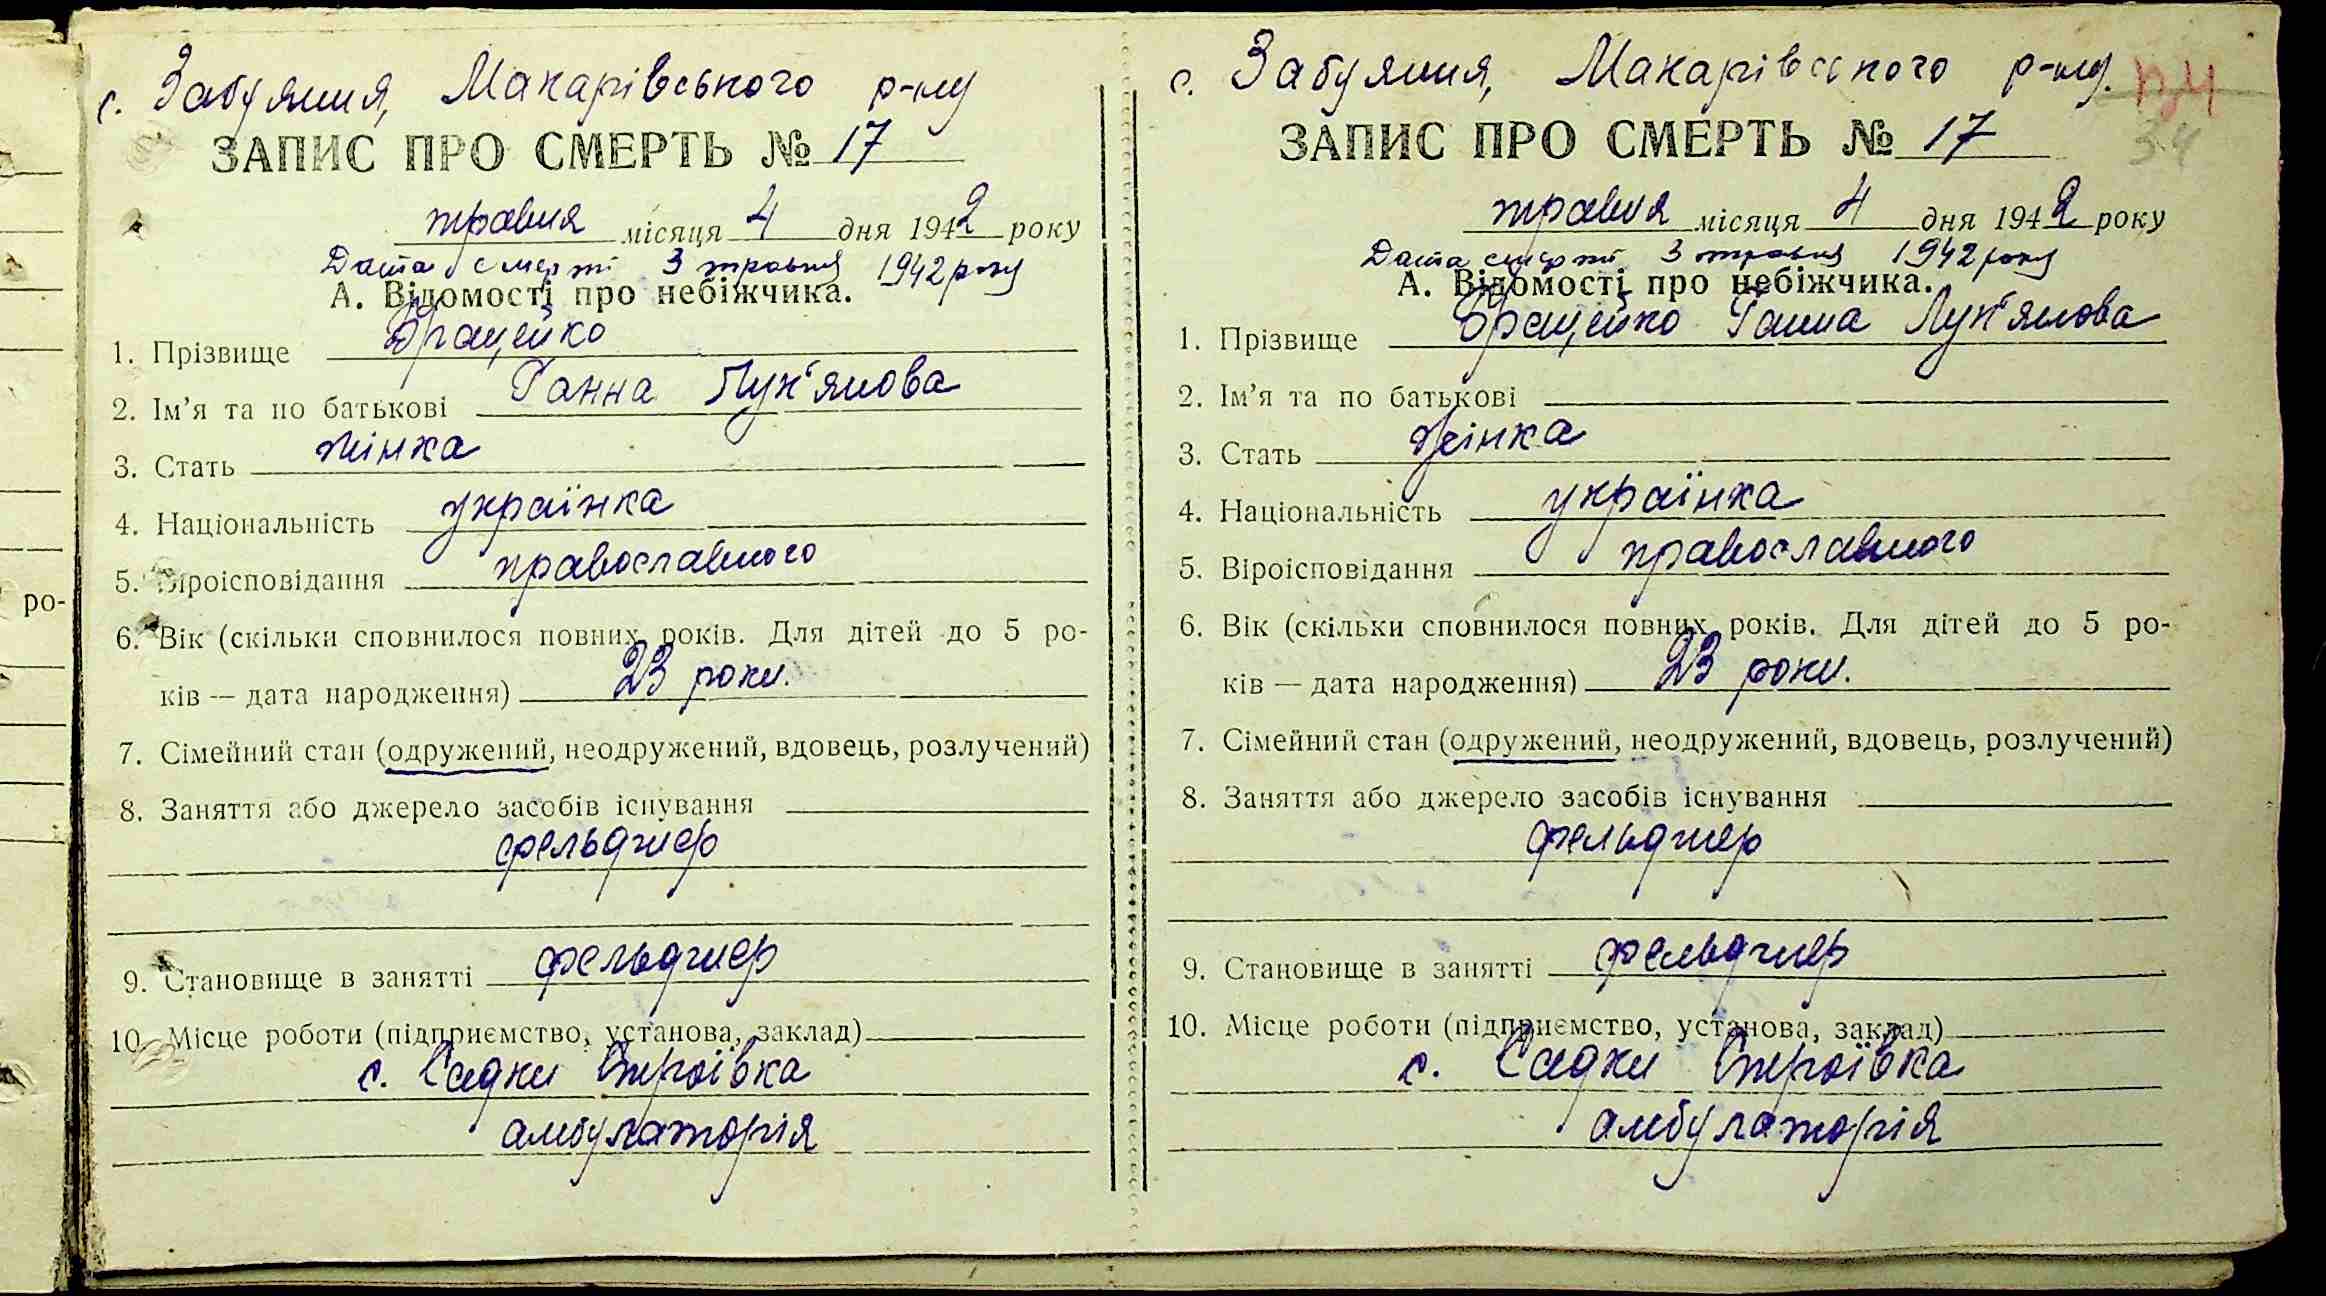 ро-
с. Забуяння, Макарівського р-ну
ЗАПИС ПРО СМЕРТЬ № 17
травня місяця 4 дня 1942 року
Дата смерті 3 травня 1942 року
А. Відомості про небіжчика.
1. Прізвище Драцейко
2. Ім'я та по батькові Ганна Лук'янова
3. Стать жінка
4. Національність українка
5. Віроісповідання православного
6. Вік (скільки сповнилося повних років. Для дітей до 5 ро-
ків — дата народження) 23 роки.
7. Сімейний стан (одружений, неодружений, вдовець, розлучений)
8. Заняття або джерело засобів існування
фельдшер
9. Становище в занятті фельдшер
10. Місце роботи (підприємство, установа, заклад)
с. Садки Строївка
амбулаторія
с. Забуяння, Макарівського р-ну.
34
ЗАПИС ПРО СМЕРТЬ № 17
травня місяця 4 дня 1942 року
Дата смерті 3 травня 1942 року
А. Відомості про небіжчика.
1. Прізвище Драцейко Ганна Лук'янова
2. Ім'я та по батькові
3. Стать жінка
4. Національність українка
5. Віроісповідання православного
6. Вік (скільки сповнилося повних років. Для дітей до 5 ро-
ків — дата народження) 23 роки.
7. Сімейний стан (одружений, неодружений, вдовець, розлучений)
8. Заняття або джерело засобів існування
фельдшер
9. Становище в занятті фельдшер
10. Місце роботи (підприємство, установа, заклад)
с. Садки Строївка
амбулаторія